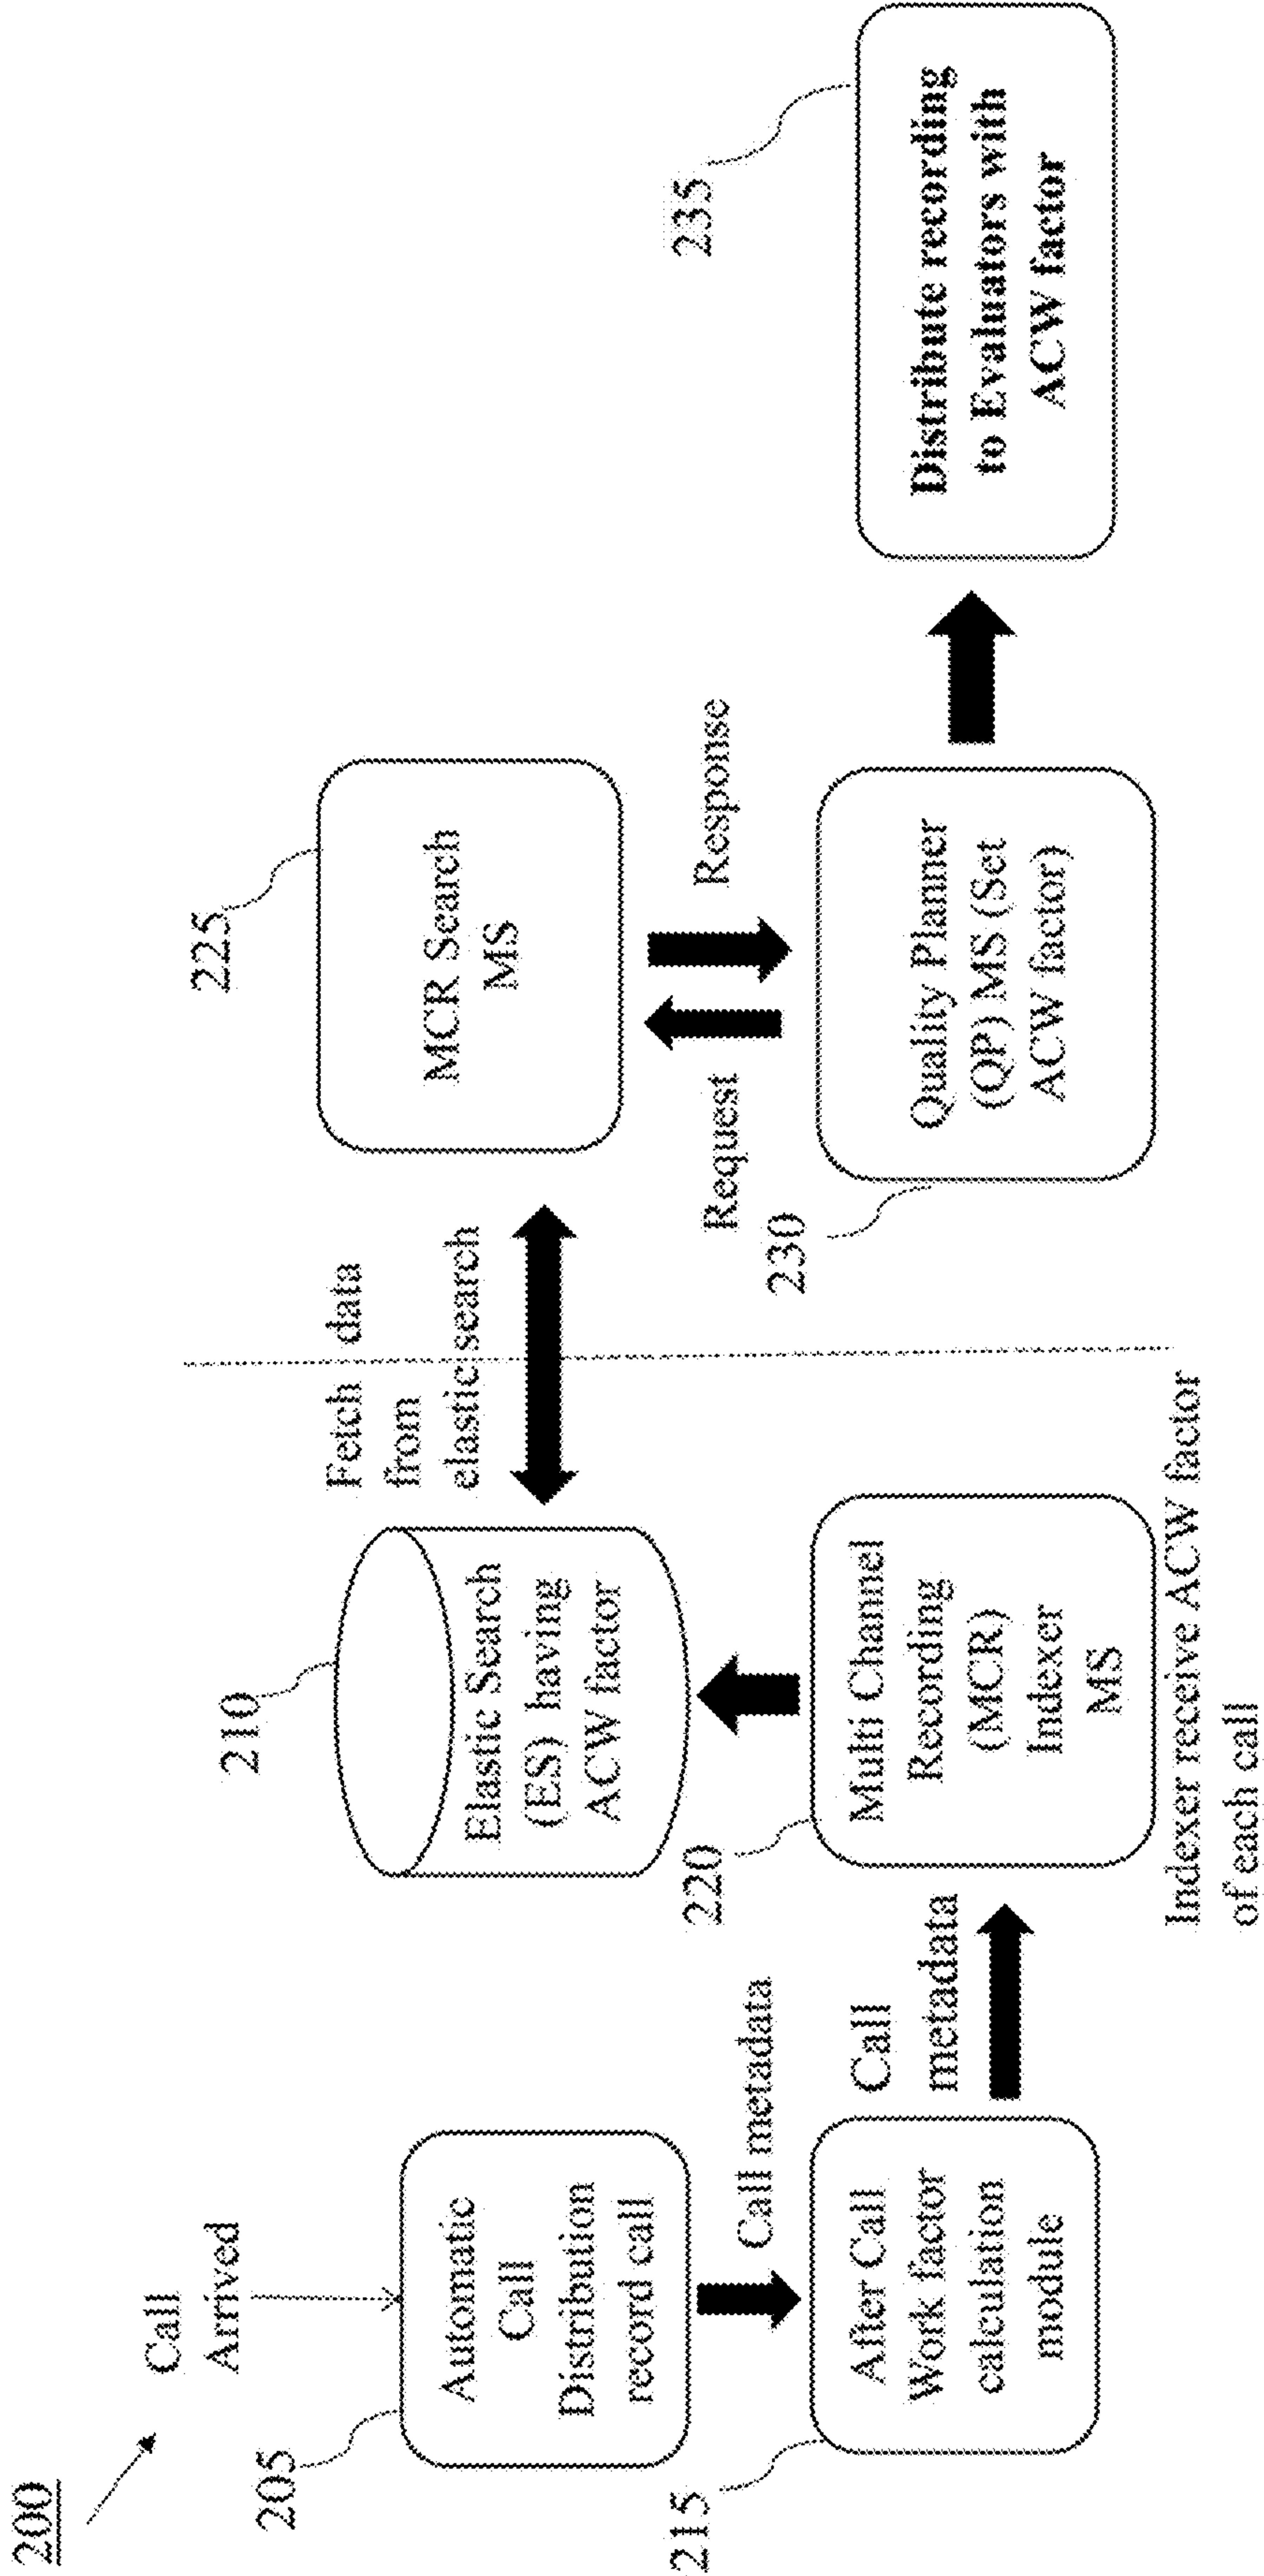 200
Call
Arrived
205
Automatic
Call
Distribution
record call
Call metadata
215
After Call
Work factor
calculation
module
Call
metadata
220
Multi Channel
Recording
(MCR)
Indexer
MS
Indexer receive ACW factor
of each call
210
Elastic Search
(ES) having
ACW factor
Fetch data
from
elastic search
225
MCR Search
MS
Request
Response
230
Quality Planner
(QP) MS (Set
ACW factor)
235
Distribute recording
to Evaluators with
ACW factor